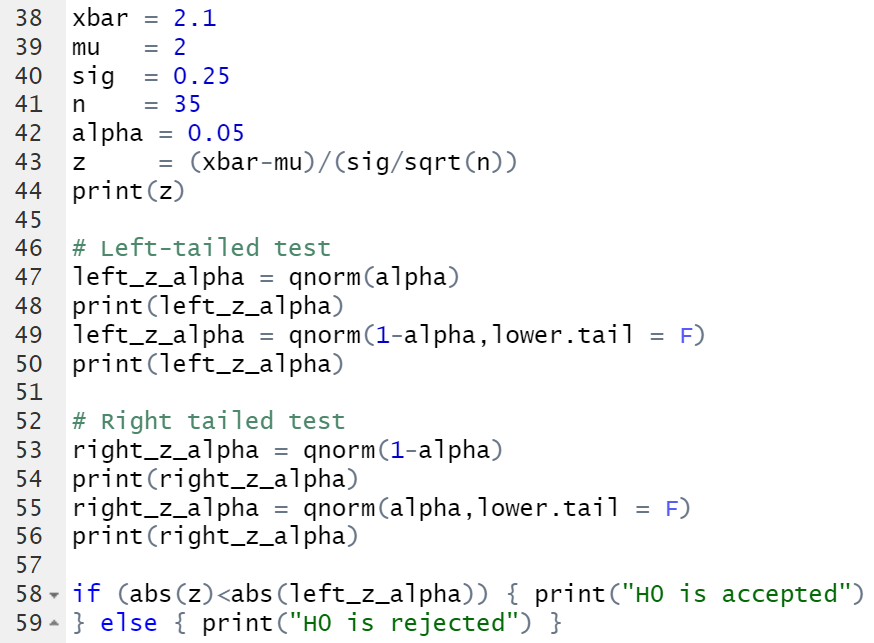 38 xbar = 2.1
39 mu   = 2
40 sig  = 0.25
41 n    = 35
42 alpha = 0.05
43 z     = (xbar-mu)/(sig/sqrt(n))
44 print(z)
45
46 # Left-tailed test
47 left_z_alpha = qnorm(alpha)
48 print(left_z_alpha)
49 left_z_alpha = qnorm(1-alpha,lower.tail = F)
50 print(left_z_alpha)
51
52 # Right tailed test
53 right_z_alpha = qnorm(1-alpha)
54 print(right_z_alpha)
55 right_z_alpha = qnorm(alpha,lower.tail = F)
56 print(right_z_alpha)
57
58 if (abs(z)<abs(left_z_alpha)) { print("HO is accepted")
59 } else { print("HO is rejected") }